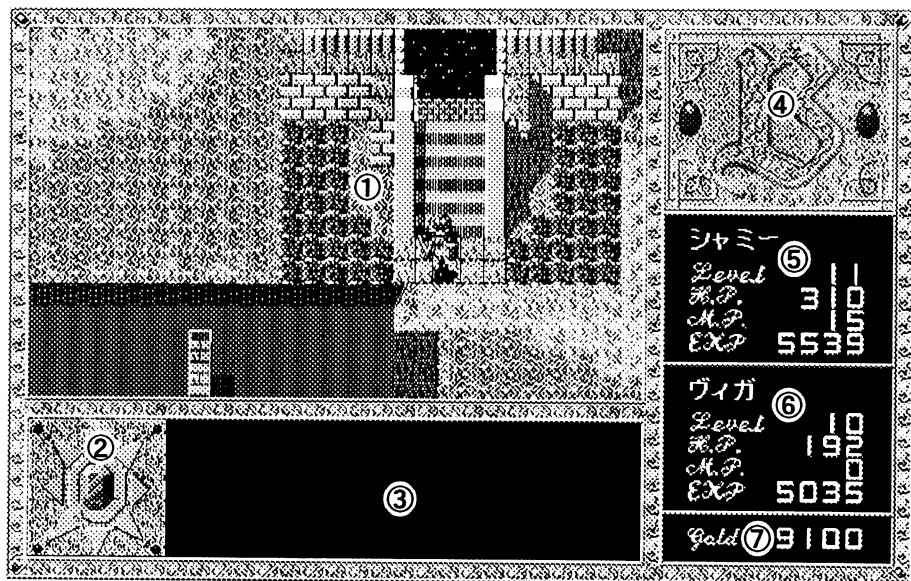 ①
④
シャミー
⑤
Level 11
H.P. 310
M.P. 15
EXP 5539
ヴィガ
⑥
Level 10
H.P. 192
M.P. 0
EXP 5035
②
③
Gold ⑦ 9100